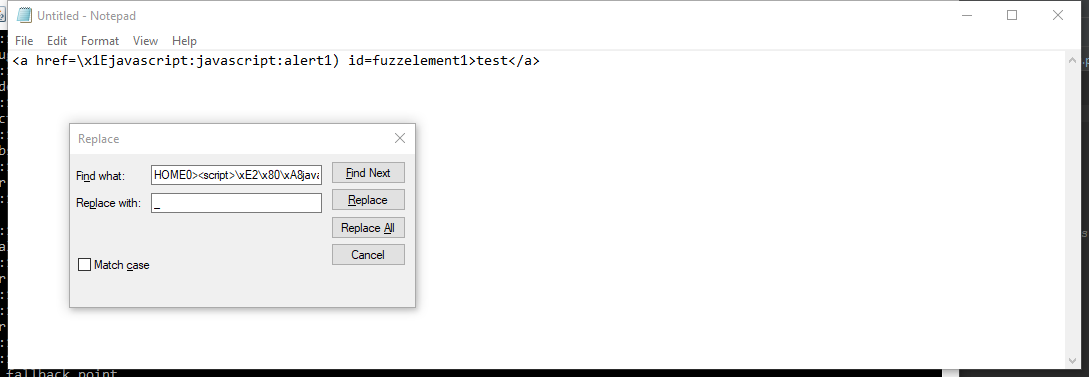 Untitled - Notepad
File Edit Format View Help
<a href=\x1Ejavascript:javascript:alert1) id=fuzzelement1>test</a>
Replace
Find what: HOME0><script>\xE2\x80\xA8java
Find Next
Replace with: _
Replace
Replace All
Cancel
Match case
fallback point